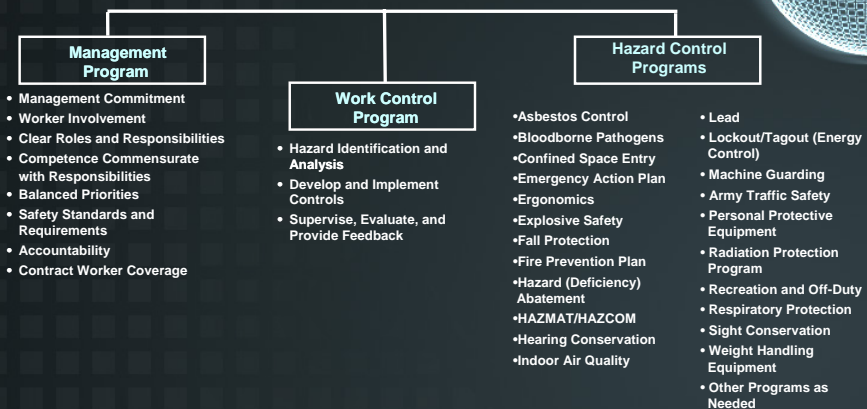 Management
Program
• Management Commitment
• Worker Involvement
• Clear Roles and Responsibilities
• Competence Commensurate
with Responsibilities
• Balanced Priorities
• Safety Standards and
Requirements
• Accountability
• Contract Worker Coverage
Work Control
Program
• Hazard Identification and
Analysis
• Develop and Implement
Controls
• Supervise, Evaluate, and
Provide Feedback
Hazard Control
Programs
•Asbestos Control
•Bloodborne Pathogens
•Confined Space Entry
•Emergency Action Plan
•Ergonomics
•Explosive Safety
•Fall Protection
•Fire Prevention Plan
•Hazard (Deficiency)
Abatement
•HAZMAT/HAZCOM
•Hearing Conservation
•Indoor Air Quality
• Lead
• Lockout/Tagout (Energy
Control)
• Machine Guarding
• Army Traffic Safety
• Personal Protective
Equipment
• Radiation Protection
Program
• Recreation and Off-Duty
• Respiratory Protection
• Sight Conservation
• Weight Handling
Equipment
• Other Programs as
Needed